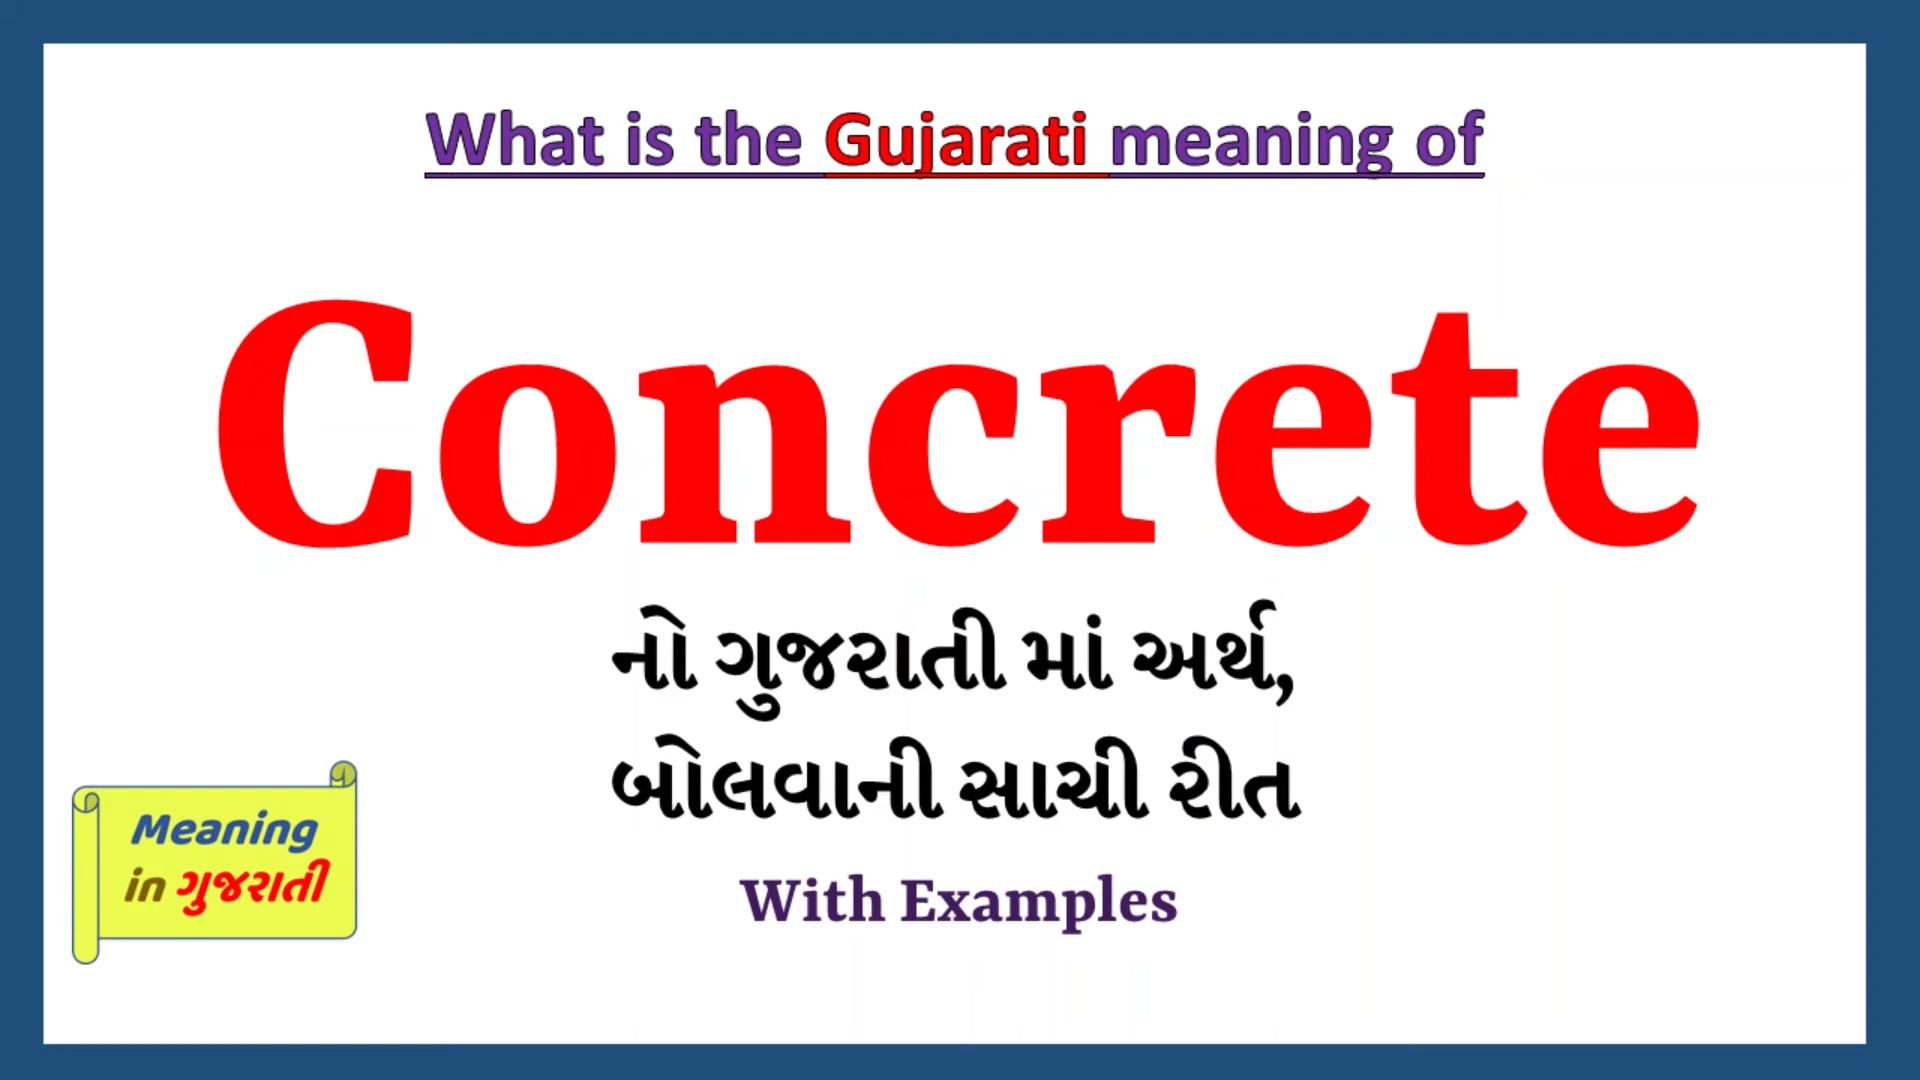 What is the Gujarati meaning of
Concrete
નો ગુજરાતી માં અર્થ,
બોલવાની સાચી રીત
With Examples
Meaning
in ગુજરાતી